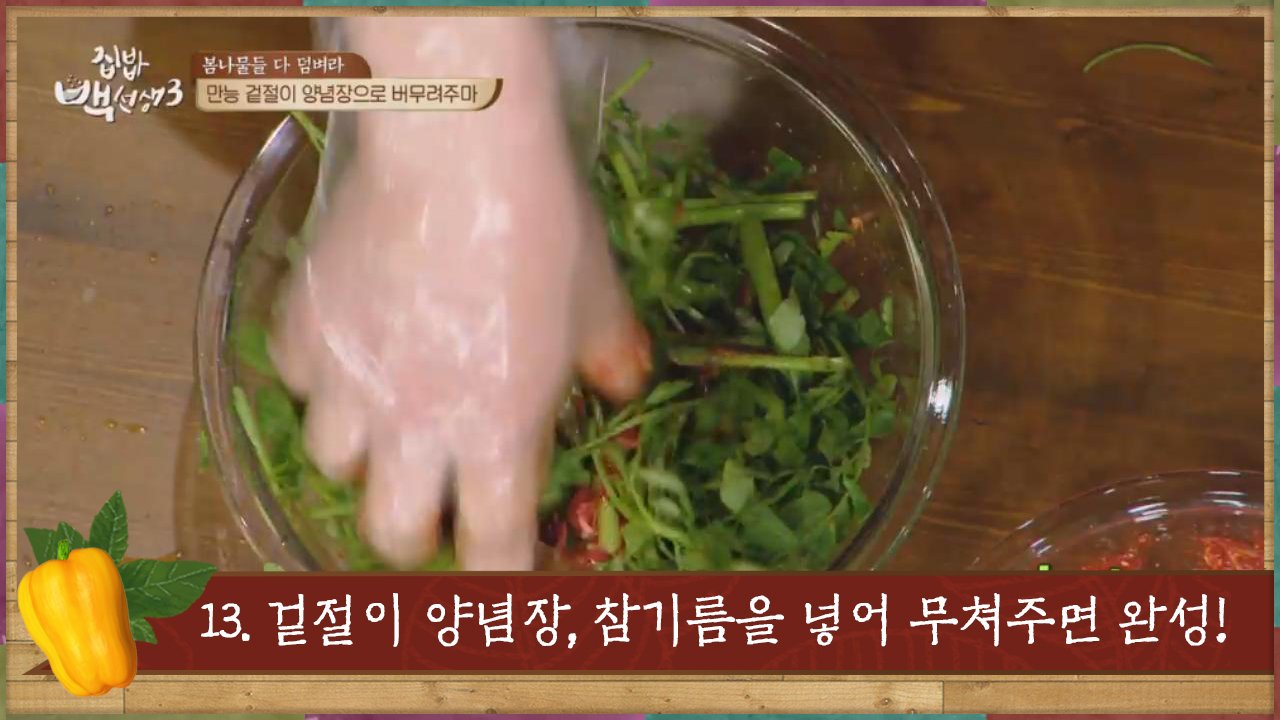 집밥
백선생3
봄나물들 다 덤벼라
만능 겉절이 양념장으로 버무려주마
13. 겉절이 양념장, 참기름을 넣어 무쳐주면 완성!